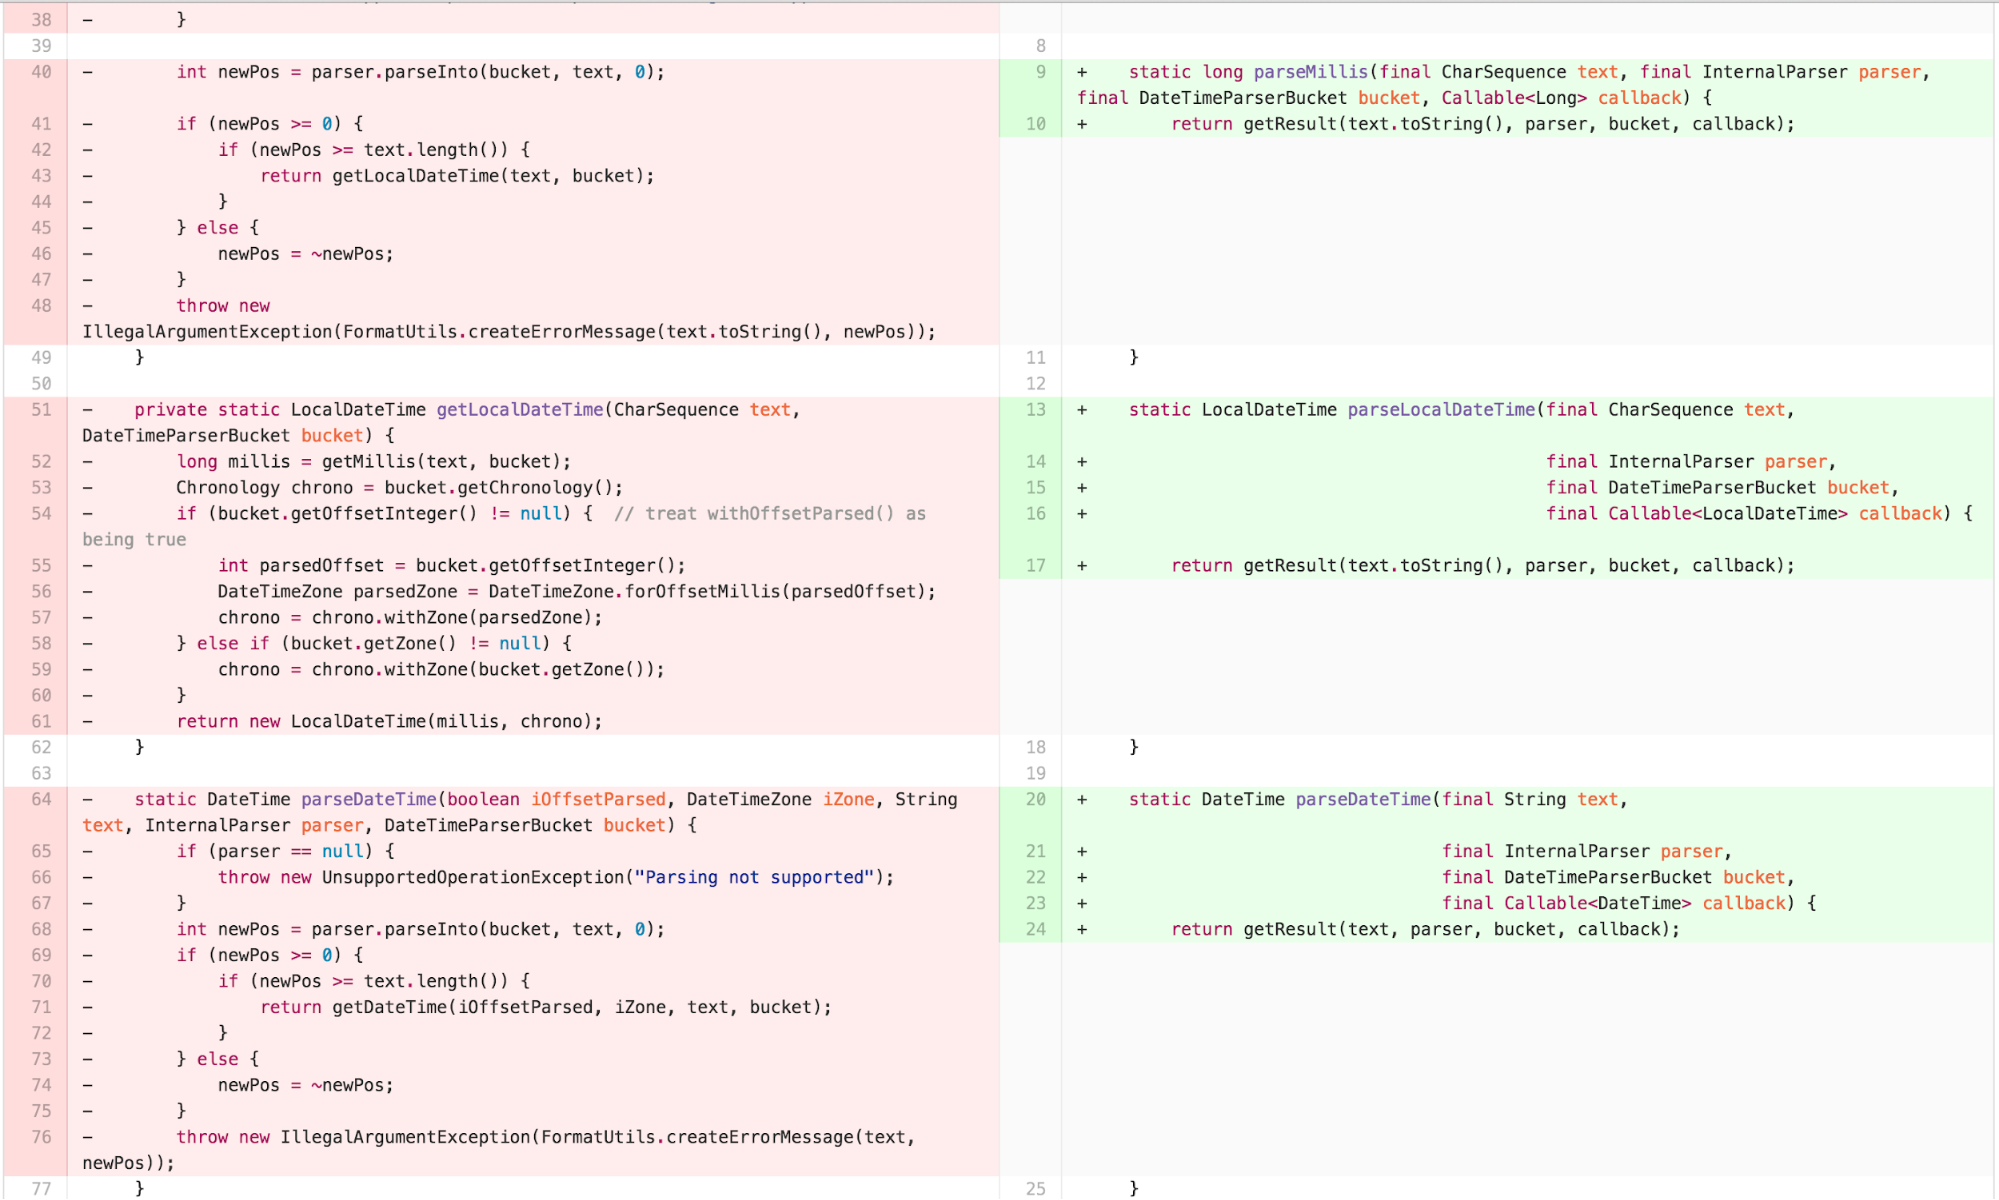 38 - }
39
40 - int newPos = parser.parseInto(bucket, text, 0);
41 - if (newPos >= 0) {
42 - if (newPos >= text.length()) {
43 - return getLocalDateTime(text, bucket);
44 - }
45 - } else {
46 - newPos = ~newPos;
47 - }
48 - throw new
IllegalArgumentException(FormatUtils.createErrorMessage(text.toString(), newPos));
49 }
50
51 - private static LocalDateTime getLocalDateTime(CharSequence text,
DateTimeParserBucket bucket) {
52 - long millis = getMillis(text, bucket);
53 - Chronology chrono = bucket.getChronology();
54 - if (bucket.getOffsetInteger() != null) { // treat withOffsetParsed() as
being true
55 - int parsedOffset = bucket.getOffsetInteger();
56 - DateTimeZone parsedZone = DateTimeZone.forOffsetMillis(parsedOffset);
57 - chrono = chrono.withZone(parsedZone);
58 - } else if (bucket.getZone() != null) {
59 - chrono = chrono.withZone(bucket.getZone());
60 - }
61 - return new LocalDateTime(millis, chrono);
62 }
63
64 - static DateTime parseDateTime(boolean iOffsetParsed, DateTimeZone iZone, String
text, InternalParser parser, DateTimeParserBucket bucket) {
65 - if (parser == null) {
66 - throw new UnsupportedOperationException("Parsing not supported");
67 - }
68 - int newPos = parser.parseInto(bucket, text, 0);
69 - if (newPos >= 0) {
70 - if (newPos >= text.length()) {
71 - return getDateTime(iOffsetParsed, iZone, text, bucket);
72 - }
73 - } else {
74 - newPos = ~newPos;
75 - }
76 - throw new IllegalArgumentException(FormatUtils.createErrorMessage(text,
newPos));
77 }
8
9 + static long parseMillis(final CharSequence text, final InternalParser parser,
final DateTimeParserBucket bucket, Callable<Long> callback) {
10 + return getResult(text.toString(), parser, bucket, callback);
11 }
12
13 + static LocalDateTime parseLocalDateTime(final CharSequence text,
14 + final InternalParser parser,
15 + final DateTimeParserBucket bucket,
16 + final Callable<LocalDateTime> callback) {
17 + return getResult(text.toString(), parser, bucket, callback);
18 }
19
20 + static DateTime parseDateTime(final String text,
21 + final InternalParser parser,
22 + final DateTimeParserBucket bucket,
23 + final Callable<DateTime> callback) {
24 + return getResult(text, parser, bucket, callback);
25 }